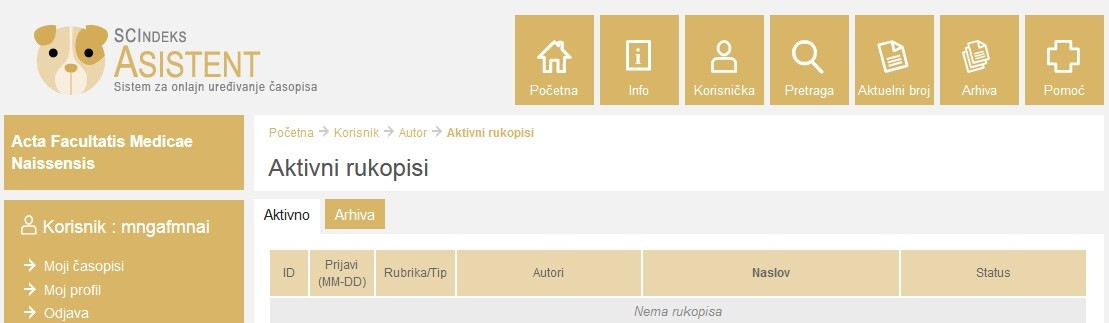 SCINDEKS
ASISTENT
Sistem za onlajn uređivanje časopisa
Početna
Info
Korisnička
Pretraga
Aktuelni broj
Arhiva
Pomoć
Acta Facultatis Medicae
Naissensis
Početna → Korisnik → Autor → Aktivni rukopisi
Aktivni rukopisi
Korisnik : mngafmnai
→ Moji časopisi
→ Moj profil
→ Odjava
Aktivno Arhiva
ID
Prijavi
(MM-DD)
Rubrika/Tip
Autori
Naslov
Status
Nema rukopisa